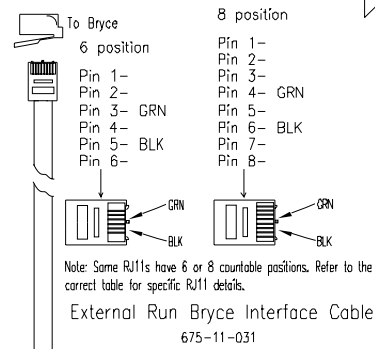 To Bryce
6 position
Pin 1-
Pin 2-
Pin 3- GRN
Pin 4-
Pin 5- BLK
Pin 6-
8 position
Pin 1-
Pin 2-
Pin 3-
Pin 4- GRN
Pin 5-
Pin 6- BLK
Pin 7-
Pin 8-
GRN
BLK
GRN
BLK
Note: Some RJ11s have 6 or 8 countable positions. Refer to the
correct table for specific RJ11 details.
External Run Bryce Interface Cable
675-11-031